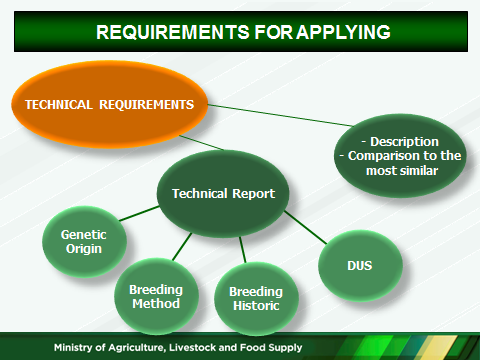 REQUIREMENTS FOR APPLYING
TECHNICAL REQUIREMENTS
- Description
- Comparison to the
most similar
Technical Report
Genetic
Origin
Breeding
Method
Breeding
Historic
DUS
Ministry of Agriculture, Livestock and Food Supply